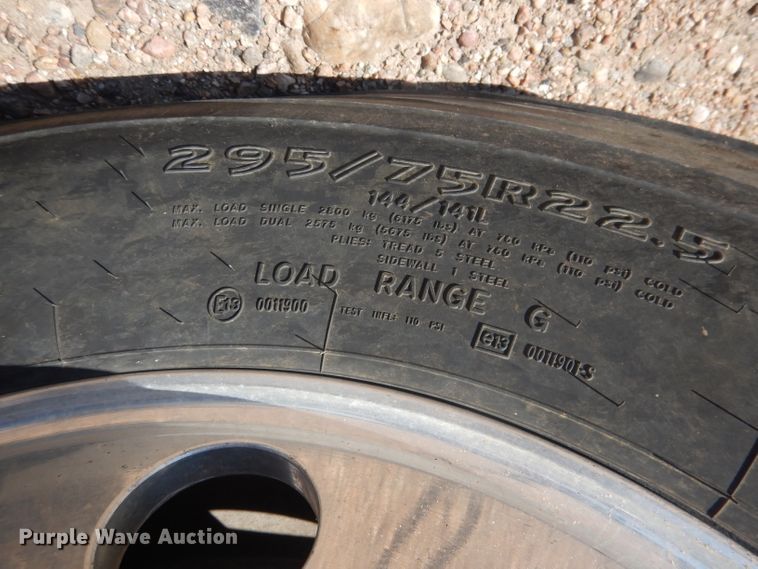 295/75R22.5
144/141L
MAX. LOAD SINGLE 2800 kg (6175 lbs) AT 760 KPa (110 PSi) COLD
MAX. LOAD DUAL 2575 kg (5675 lbs) AT 760 KPa (110 PSi) COLD
PLIES: TREAD 5 STEEL
SIDEWALL 1 STEEL
LOAD RANGE G
E13 0011900
TEST INFL: 110 PSI
e13 0011901-S
Purple Wave Auction